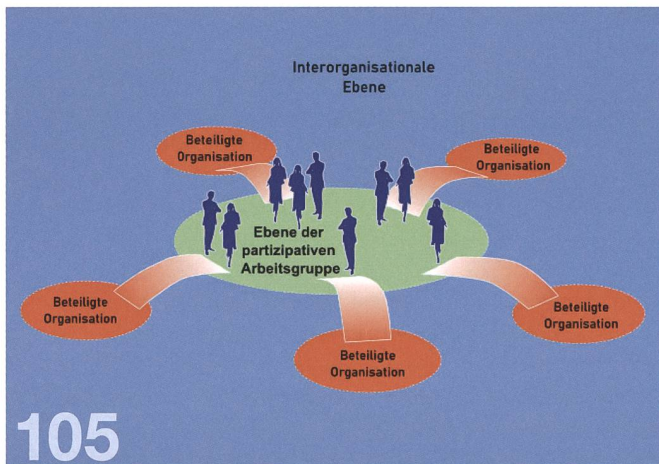 Interorganisationale
Ebene
Beteiligte
Organisation
Beteiligte
Organisation
Ebene der
partizipativen
Arbeitsgruppe
Beteiligte
Organisation
Beteiligte
Organisation
Beteiligte
Organisation
105